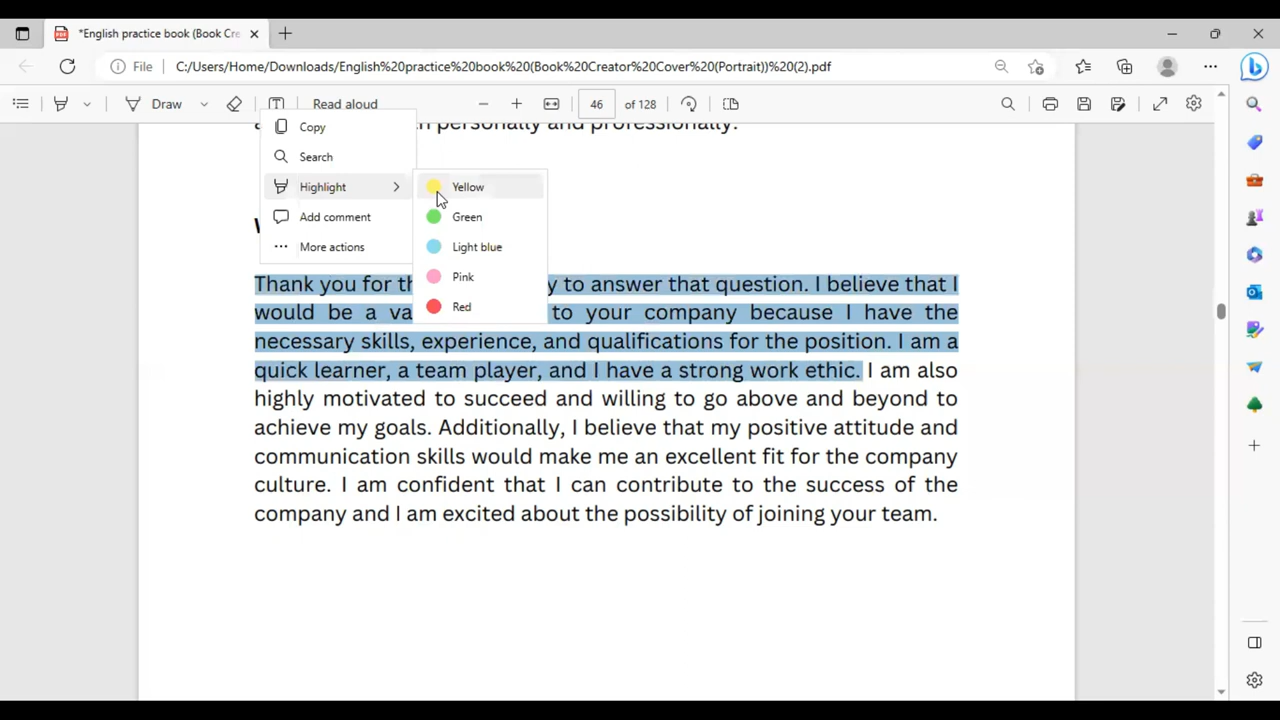 *English practice book (Book Cre
File
C:/Users/Home/Downloads/English%20practice%20book%20(Book%20Creator%20Cover%20(Portrait))%20(2).pdf
Draw
Read aloud
46 of 128
personally and professionally.
Copy
Search
Highlight
Add comment
More actions
Yellow
Green
Light blue
Pink
Red
Thank you for th y to answer that question. I believe that I
would be a va to your company because I have the
necessary skills, experience, and qualifications for the position. I am a
quick learner, a team player, and I have a strong work ethic. I am also
highly motivated to succeed and willing to go above and beyond to
achieve my goals. Additionally, I believe that my positive attitude and
communication skills would make me an excellent fit for the company
culture. I am confident that I can contribute to the success of the
company and I am excited about the possibility of joining your team.